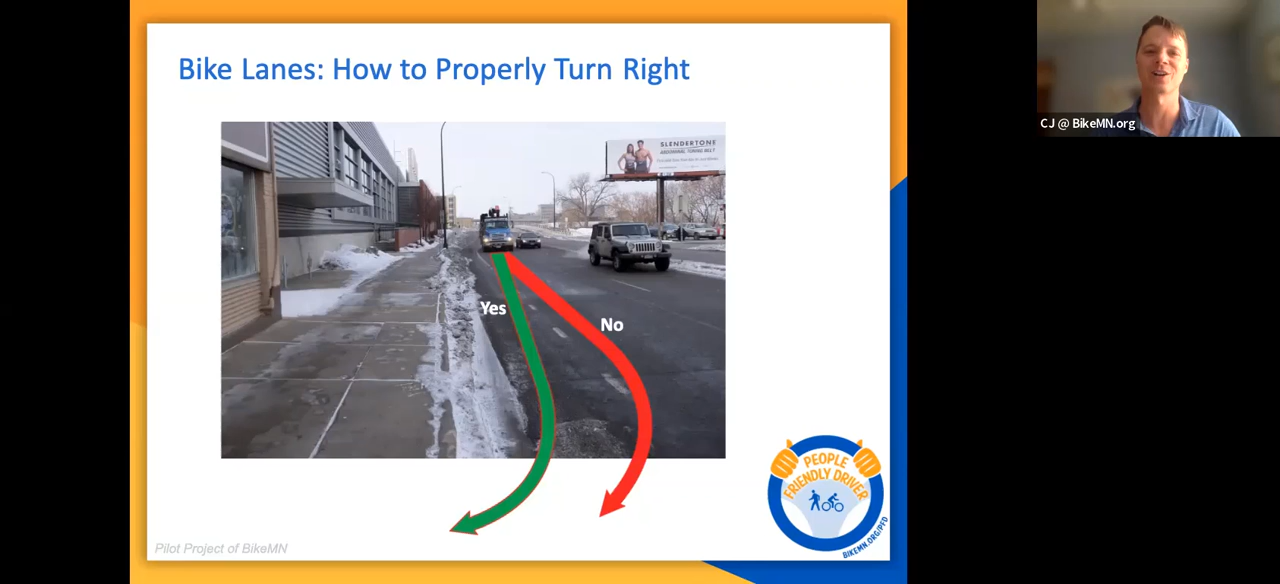 Bike Lanes: How to Properly Turn Right
CJ @ BikeMN.org
SLENDERTONE
ABDOMINAL TONING BELT
Yes
No
PEOPLE
FRIENDLY DRIVER
BIKEMN.ORG/PFD
Pilot Project of BikeMN